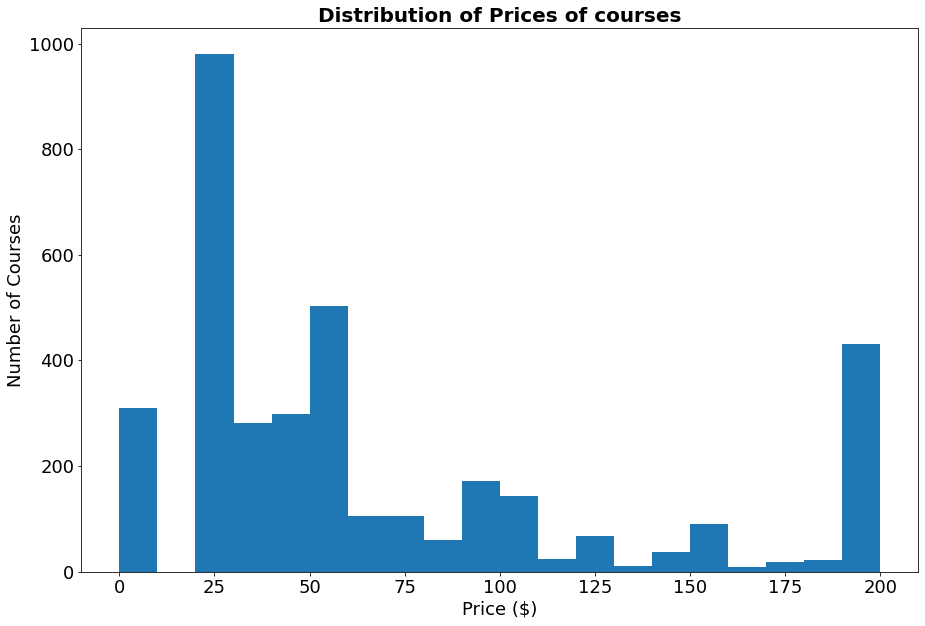 Distribution of Prices of courses
1000
800
600
400
200
0
Number of Courses
0 25 50 75 100 125 150 175 200
Price ($)